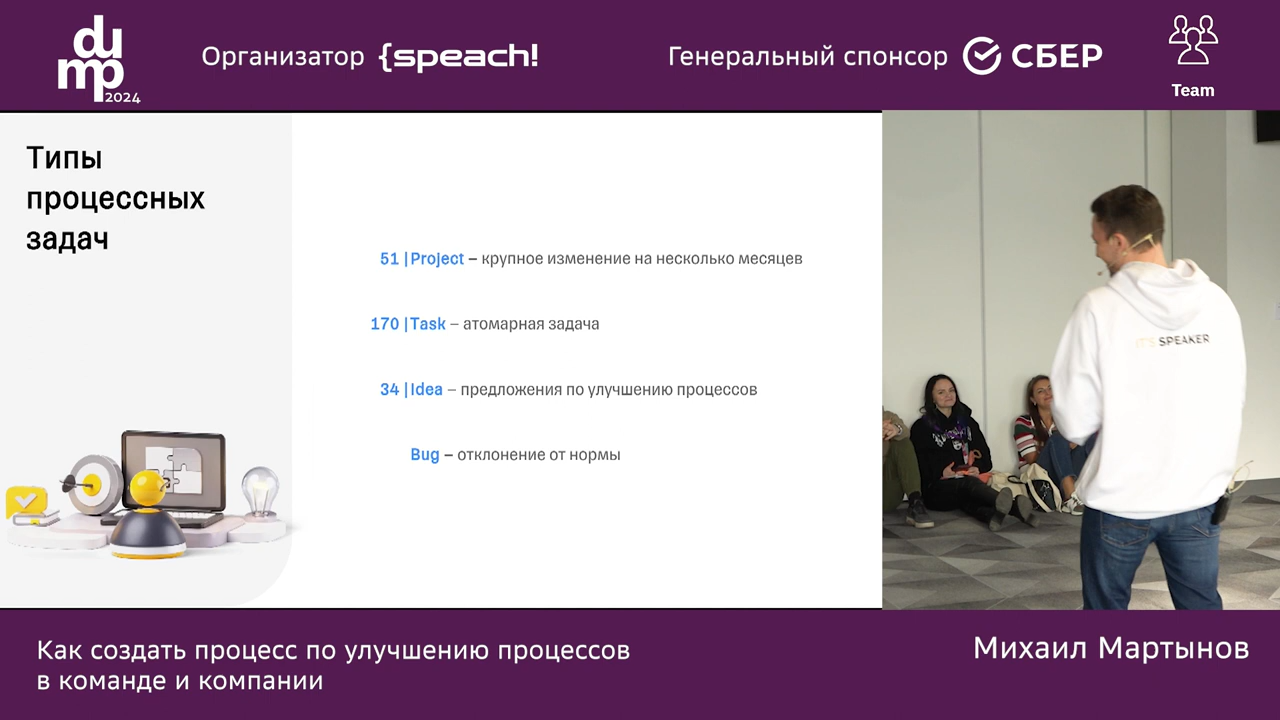 dump
2024
Организатор {speach!
Генеральный спонсор СБЕР
Team
Типы
процессных
задач
51 | Project – крупное изменение на несколько месяцев
170 | Task – атомарная задача
34 | Idea – предложения по улучшению процессов
Bug – отклонение от нормы
IT'S SPEAKER
Как создать процесс по улучшению процессов
в команде и компании
Михаил Мартынов